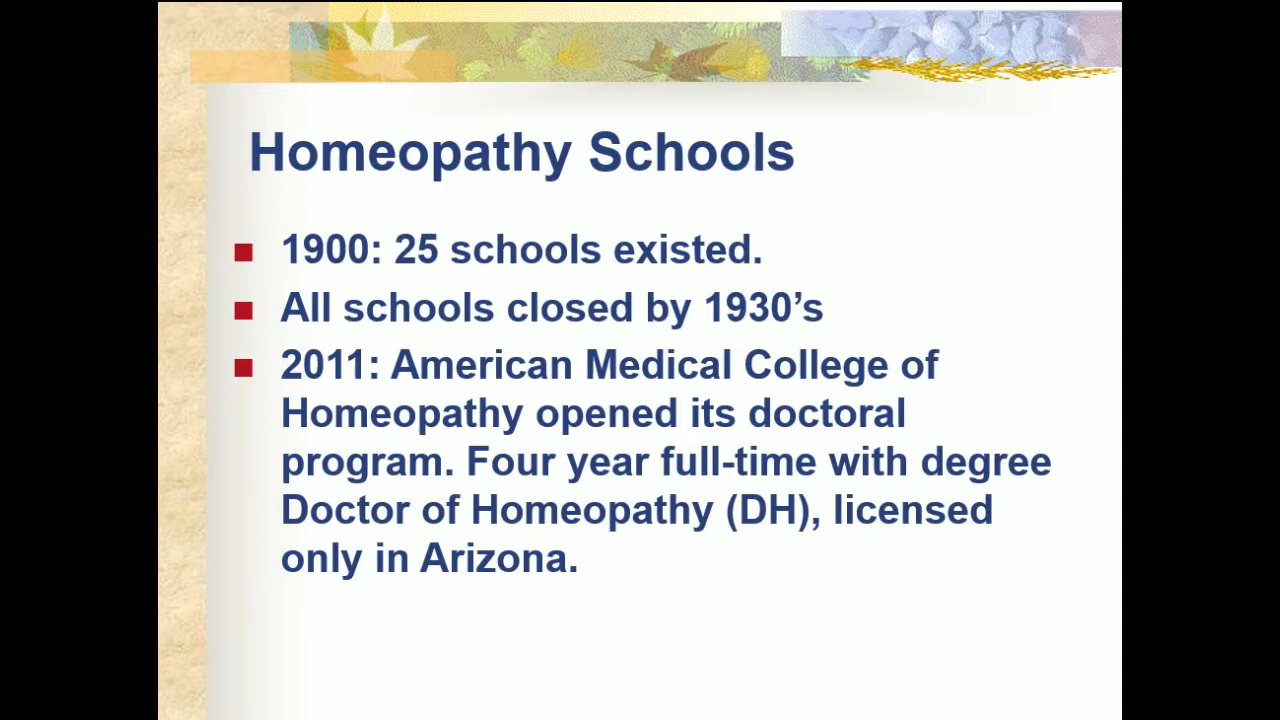 Homeopathy Schools
1900: 25 schools existed.
All schools closed by 1930’s
2011: American Medical College of
Homeopathy opened its doctoral
program. Four year full-time with degree
Doctor of Homeopathy (DH), licensed
only in Arizona.